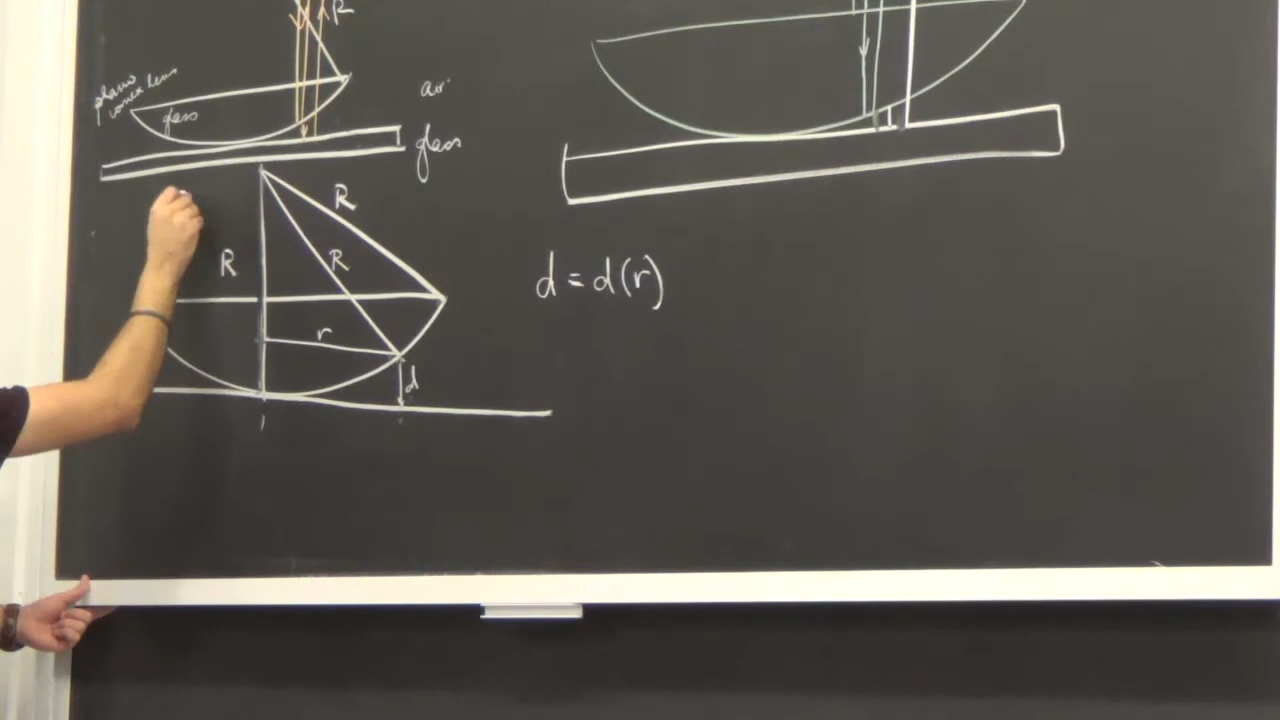 R
plano
convex lens
glass
air
glass
R
R
R
r
d
d = d(r)